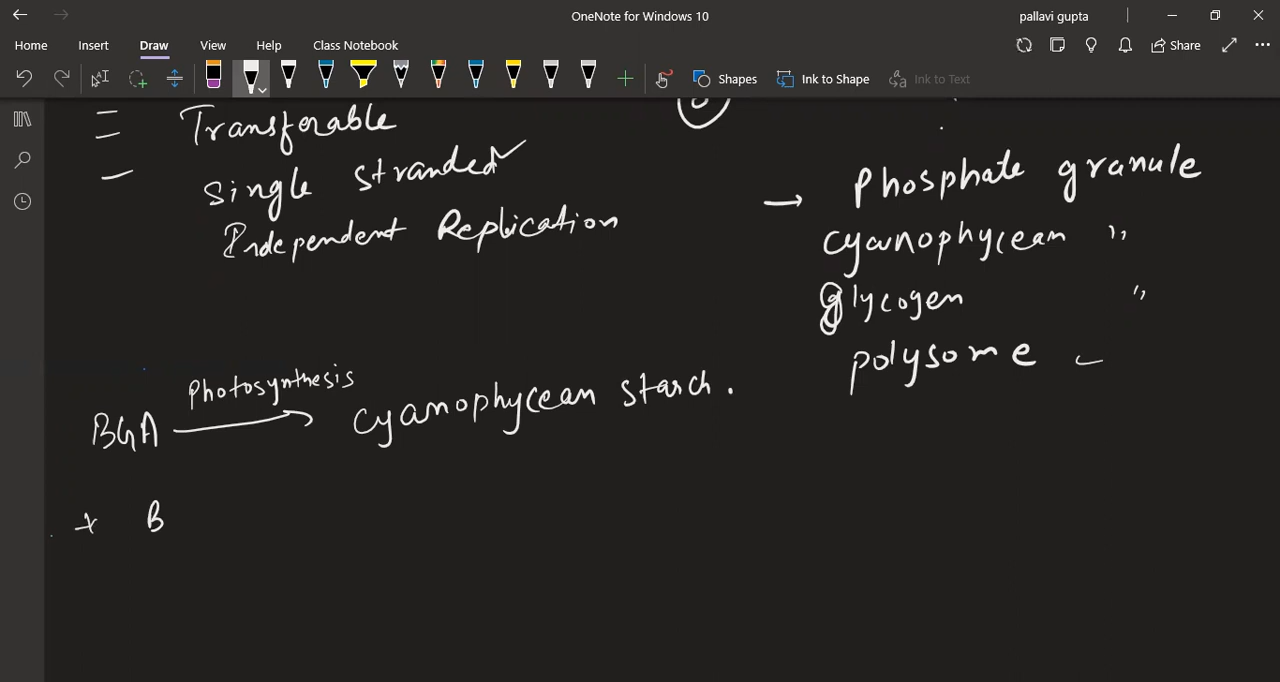 OneNote for Windows 10
pallavi gupta
Home Insert Draw View Help Class Notebook
Share
Shapes Ink to Shape Ink to Text
Transferable
Single stranded
Independent Replication
→ Phosphate granule
cyanophycean "
glycogen "
polysome
BGA Photosynthesis → cyanophycean starch.
+ B